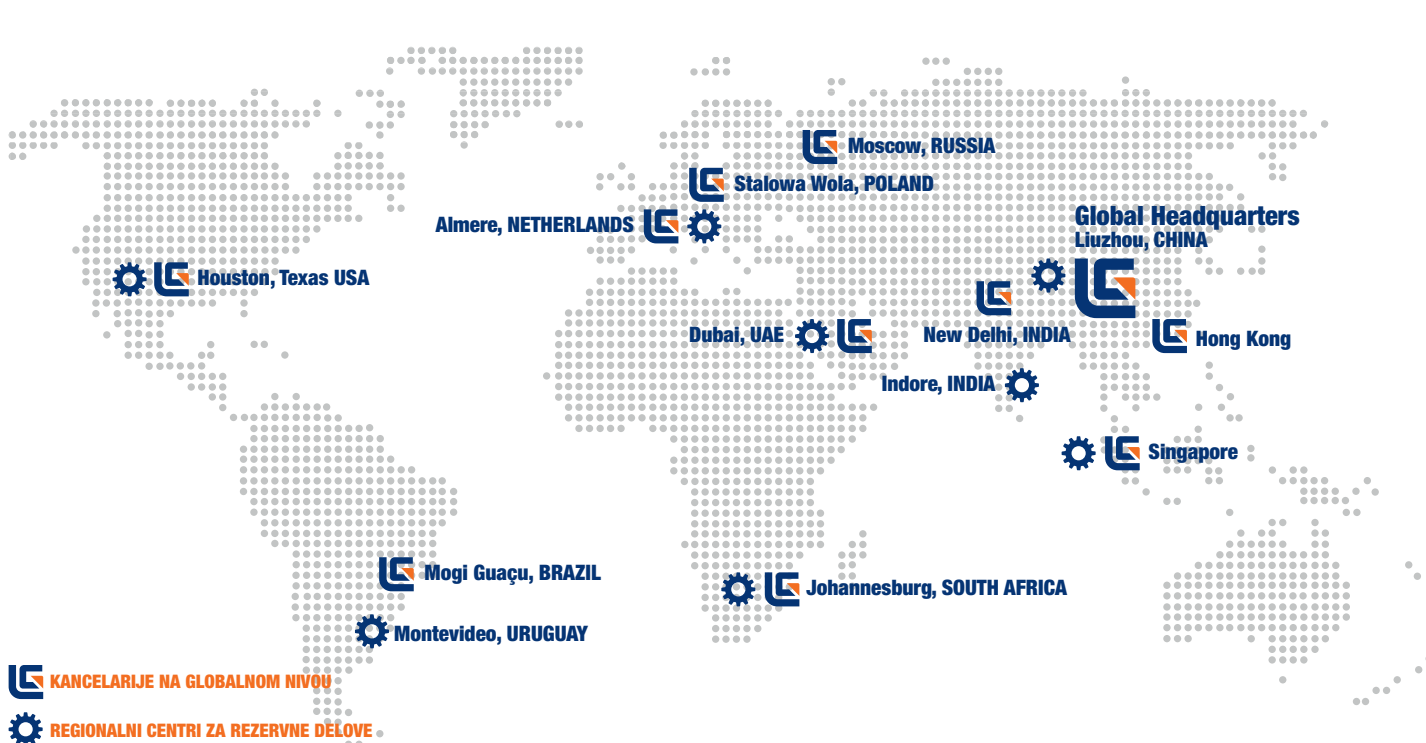 Moscow, RUSSIA
Stalowa Wola, POLAND
Almere, NETHERLANDS
Global Headquarters
Liuzhou, CHINA
Houston, Texas USA
Dubai, UAE
New Delhi, INDIA
Hong Kong
Indore, INDIA
Singapore
Mogi Guaçu, BRAZIL
Johannesburg, SOUTH AFRICA
Montevideo, URUGUAY
KANCELARIJE NA GLOBALNOM NIVOU
REGIONALNI CENTRI ZA REZERVNE DELOVE